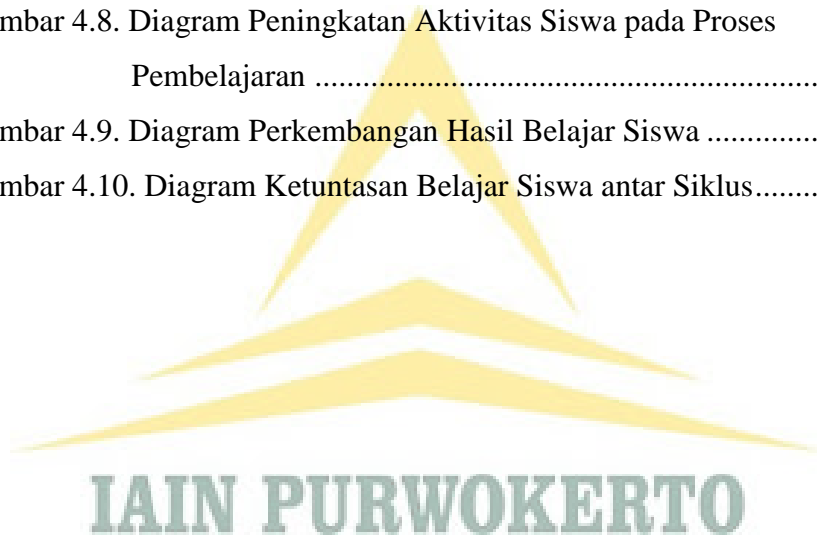 mbar 4.8. Diagram Peningkatan Aktivitas Siswa pada Proses
Pembelajaran ..............................................................
mbar 4.9. Diagram Perkembangan Hasil Belajar Siswa ..............
mbar 4.10. Diagram Ketuntasan Belajar Siswa antar Siklus........
IAIN PURWOKERTO